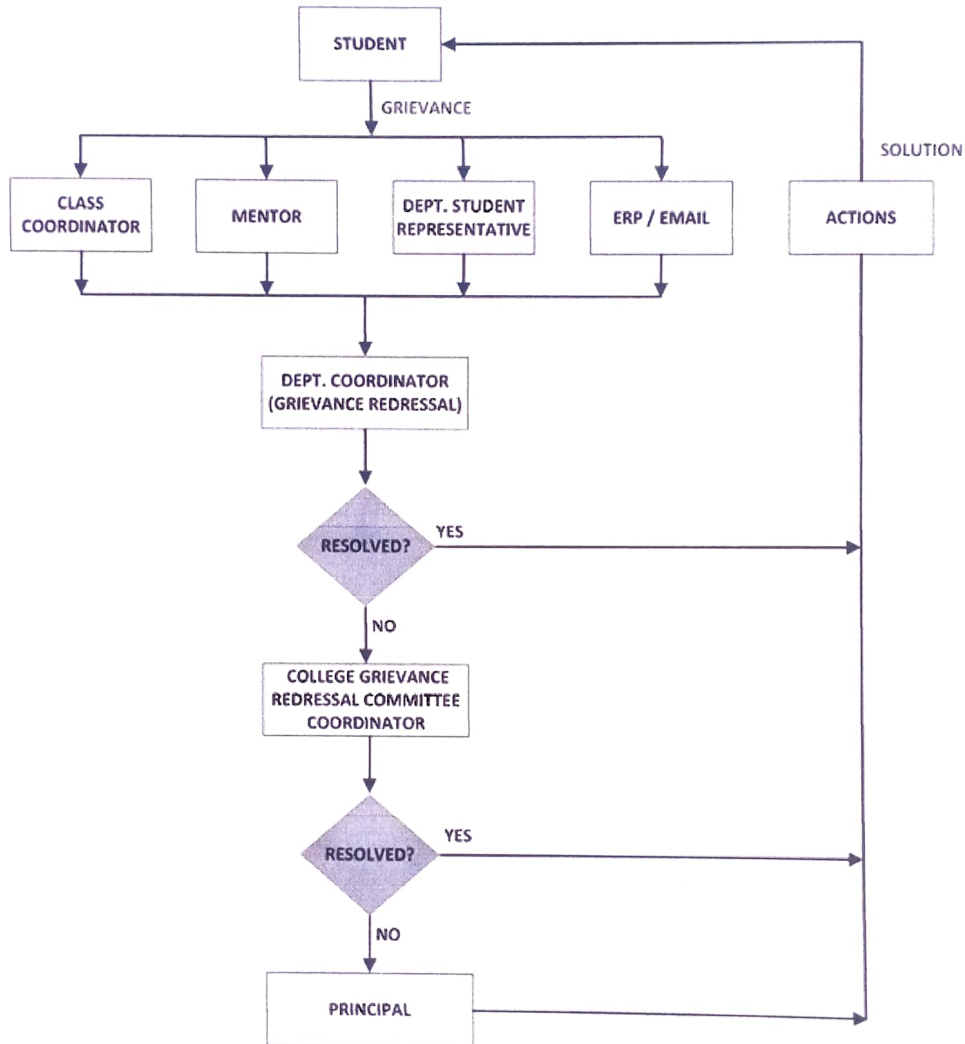 STUDENT
GRIEVANCE
SOLUTION
CLASS
COORDINATOR
MENTOR
DEPT. STUDENT
REPRESENTATIVE
ERP / EMAIL
ACTIONS
DEPT. COORDINATOR
(GRIEVANCE REDRESSAL)
RESOLVED?
YES
NO
COLLEGE GRIEVANCE
REDRESSAL COMMITTEE
COORDINATOR
RESOLVED?
YES
NO
PRINCIPAL